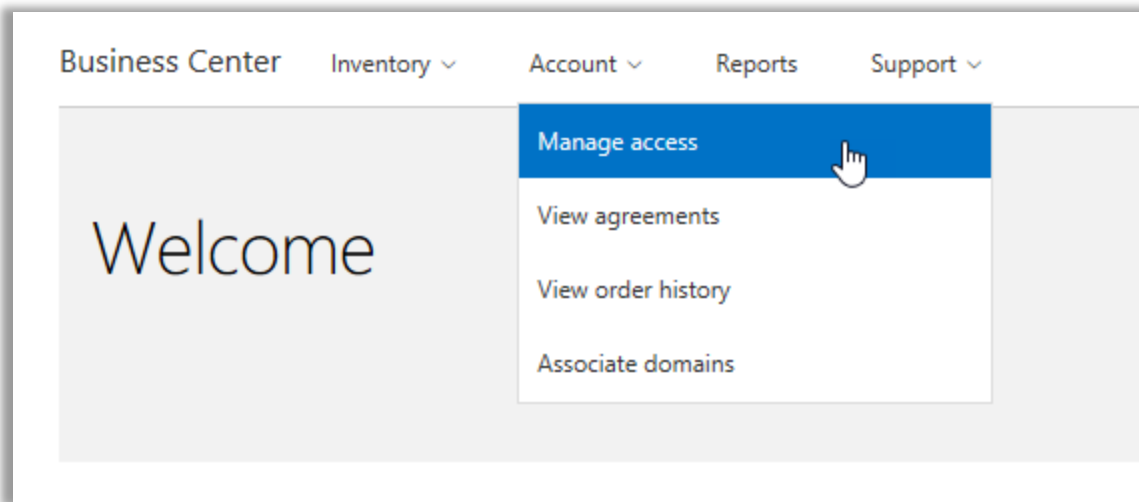 Business Center Inventory Account Reports Support
Manage access
View agreements
Welcome
View order history
Associate domains